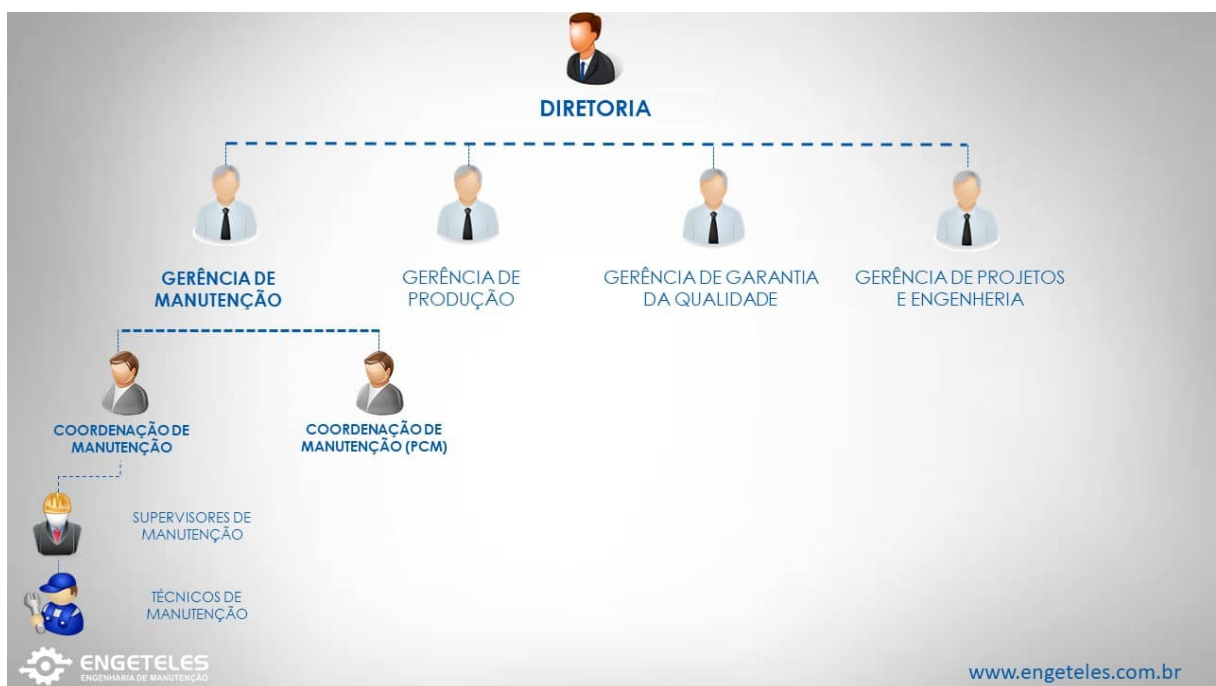 DIRETORIA
GERÊNCIA DE
MANUTENÇÃO
GERÊNCIA DE
PRODUÇÃO
GERÊNCIA DE GARANTIA
DA QUALIDADE
GERÊNCIA DE PROJETOS
E ENGENHERIA
COORDENAÇÃO DE
MANUTENÇÃO
COORDENAÇÃO DE
MANUTENÇÃO (PCM)
SUPERVISORES DE
MANUTENÇÃO
TÉCNICOS DE
MANUTENÇÃO
ENGETELES
ENGENHARIA DE MANUTENÇÃO
www.engeteles.com.br